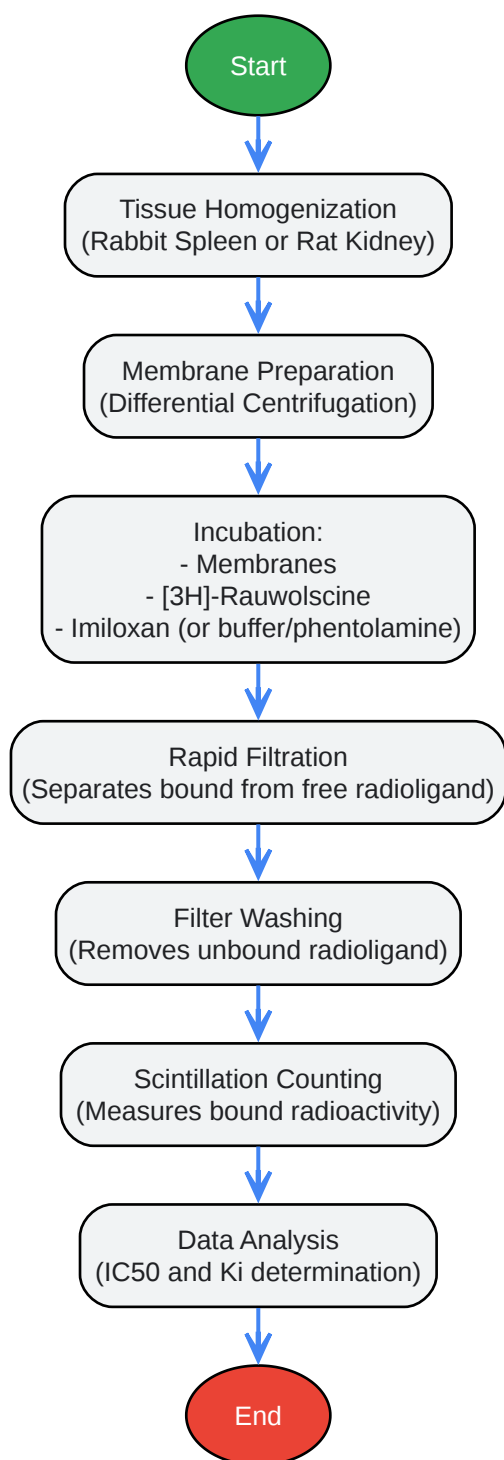 Start
Tissue Homogenization
(Rabbit Spleen or Rat Kidney)
Membrane Preparation
(Differential Centrifugation)
Incubation:
- Membranes
- [3H]-Rauwolscine
- Imiloxan (or buffer/phentolamine)
Rapid Filtration
(Separates bound from free radioligand)
Filter Washing
(Removes unbound radioligand)
Scintillation Counting
(Measures bound radioactivity)
Data Analysis
(IC50 and Ki determination)
End